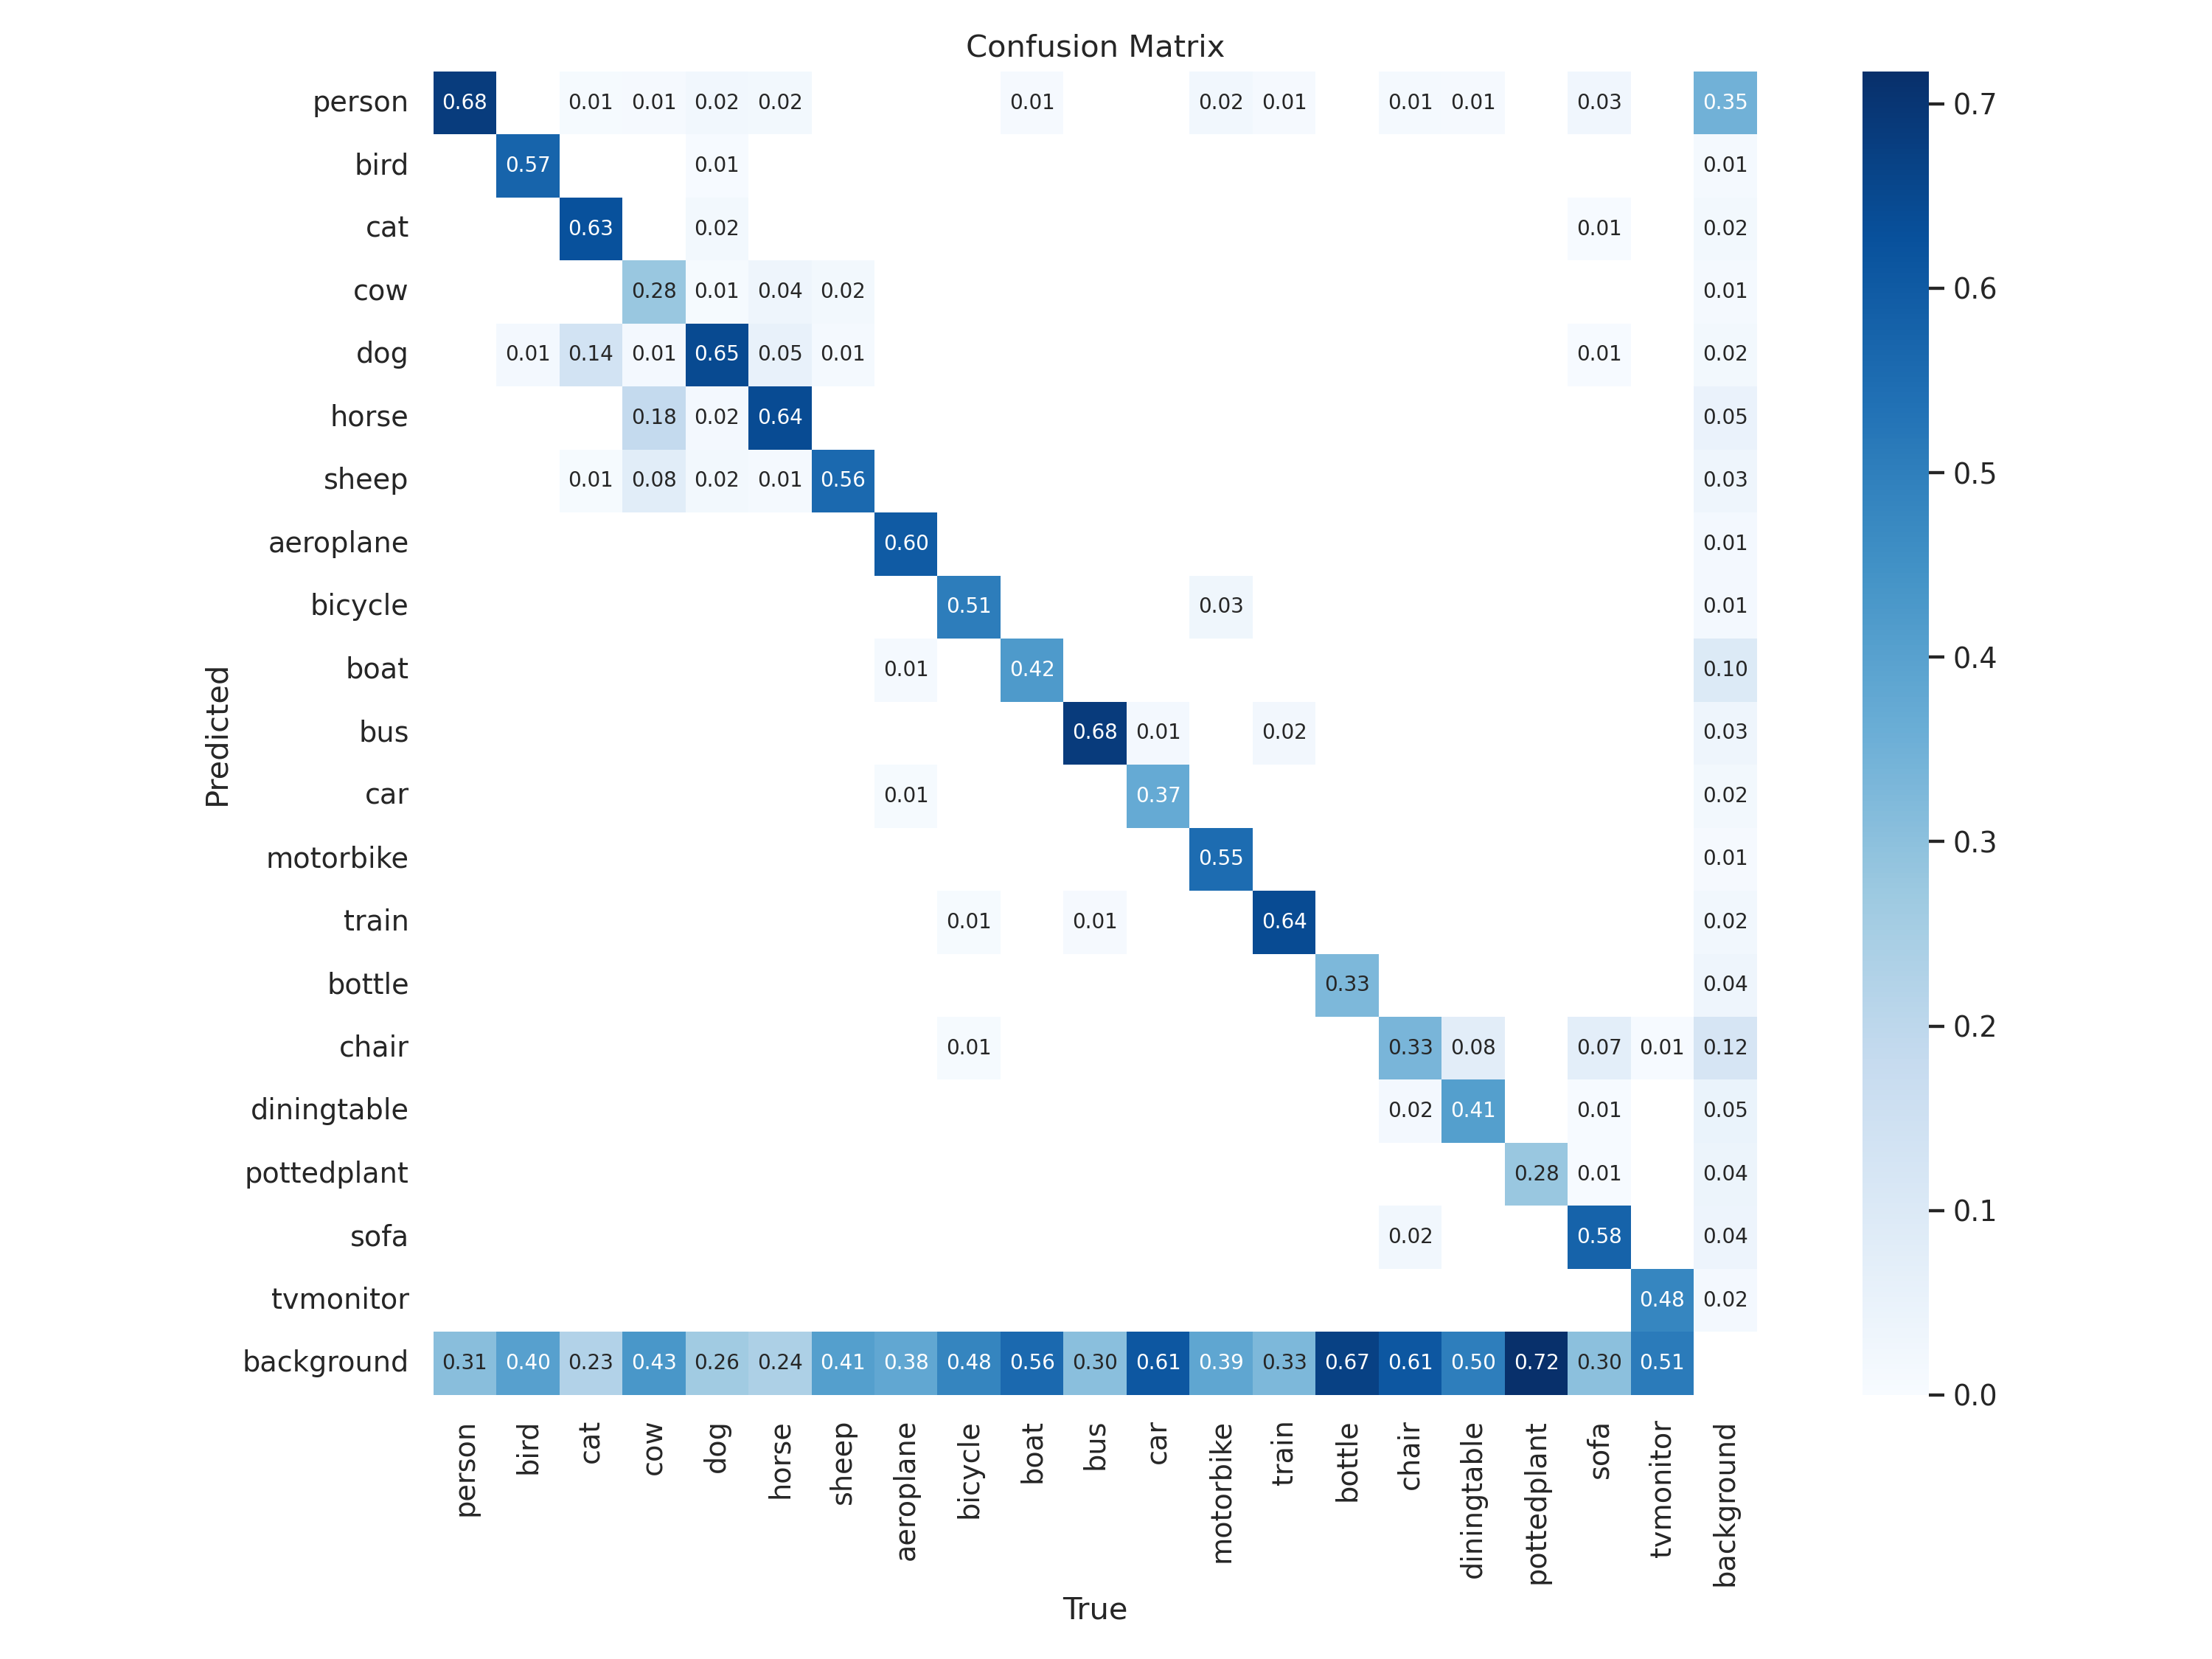 Confusion Matrix
person 0.68 0.01 0.01 0.02 0.02 0.01 0.02 0.01 0.01 0.01 0.03 0.35
bird 0.57 0.01 0.01
cat 0.63 0.02 0.01 0.02
cow 0.28 0.01 0.04 0.02 0.01
dog 0.01 0.14 0.01 0.65 0.05 0.01 0.01 0.02
horse 0.18 0.02 0.64 0.05
sheep 0.01 0.08 0.02 0.01 0.56 0.03
aeroplane 0.60 0.01
bicycle 0.51 0.03 0.01
boat 0.01 0.42 0.10
bus 0.68 0.01 0.02 0.03
car 0.01 0.37 0.02
motorbike 0.55 0.01
train 0.01 0.01 0.64 0.02
bottle 0.33 0.04
chair 0.01 0.33 0.08 0.07 0.01 0.12
diningtable 0.02 0.41 0.01 0.05
pottedplant 0.28 0.01 0.04
sofa 0.02 0.58 0.04
tvmonitor 0.48 0.02
background 0.31 0.40 0.23 0.43 0.26 0.24 0.41 0.38 0.48 0.56 0.30 0.61 0.39 0.33 0.67 0.61 0.50 0.72 0.30 0.51
Predicted
person bird cat cow dog horse sheep aeroplane bicycle boat bus car motorbike train bottle chair diningtable pottedplant sofa tvmonitor background
True
0.7
0.6
0.5
0.4
0.3
0.2
0.1
0.0